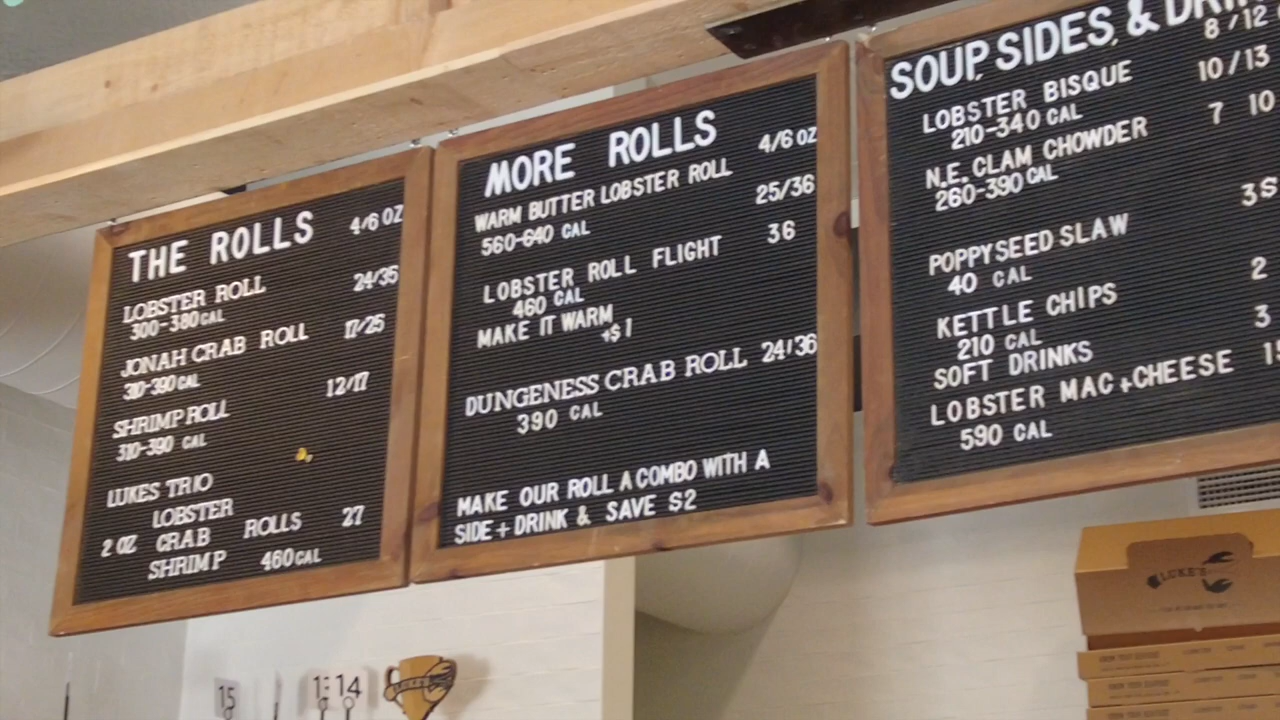 THE ROLLS 4/6 OZ
LOBSTER ROLL 24/35
300-380 CAL
JONAH CRAB ROLL 17/25
310-390 CAL
SHRIMP ROLL 12/17
310-390 CAL
LUKES TRIO
LOBSTER
2 OZ CRAB ROLLS 27
SHRIMP 460 CAL
MORE ROLLS 4/6 OZ
WARM BUTTER LOBSTER ROLL 25/36
560-640 CAL
LOBSTER ROLL FLIGHT 36
460 CAL
MAKE IT WARM
+$1
DUNGENESS CRAB ROLL 24/36
390 CAL
MAKE OUR ROLL A COMBO WITH A
SIDE + DRINK & SAVE $2
SOUP, SIDES, & DRIN
8/12
LOBSTER BISQUE 10/13
210-340 CAL
N.E. CLAM CHOWDER 7 10
260-390 CAL
POPPYSEED SLAW 3
40 CAL
KETTLE CHIPS 2
210 CAL
SOFT DRINKS 3
LOBSTER MAC + CHEESE
590 CAL
LUKE'S
15
14
LUKE'S